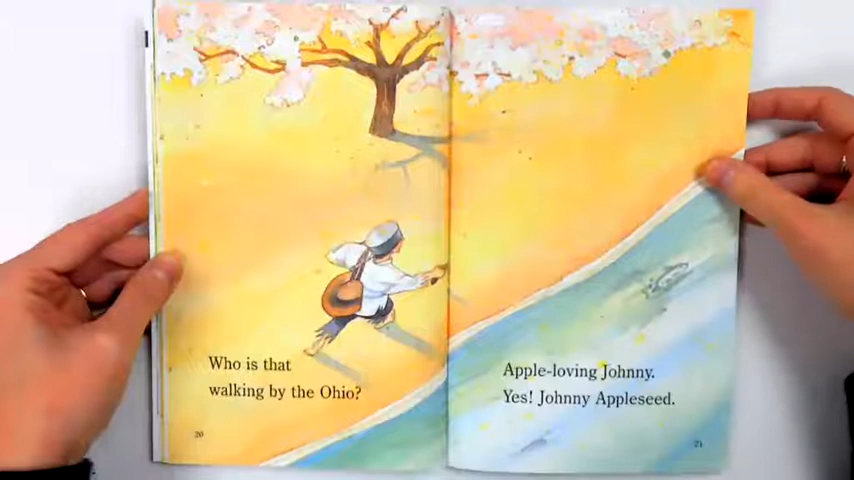 Who is that
walking by the Ohio?
20
Apple-loving Johnny.
Yes! Johnny Appleseed.
21